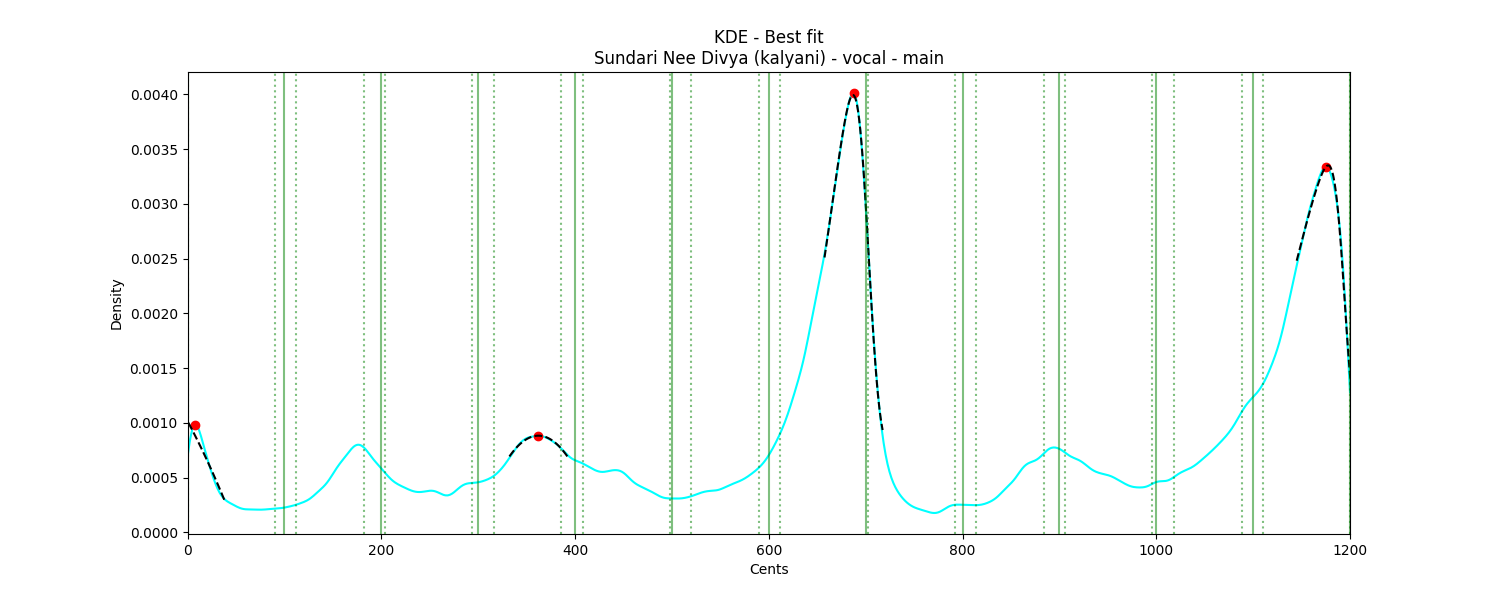 KDE - Best fit
Sundari Nee Divya (kalyani) - vocal - main
0.0040
0.0035
0.0030
0.0025
0.0020
0.0015
0.0010
0.0005
0.0000
Density
0 200 400 600 800 1000 1200
Cents